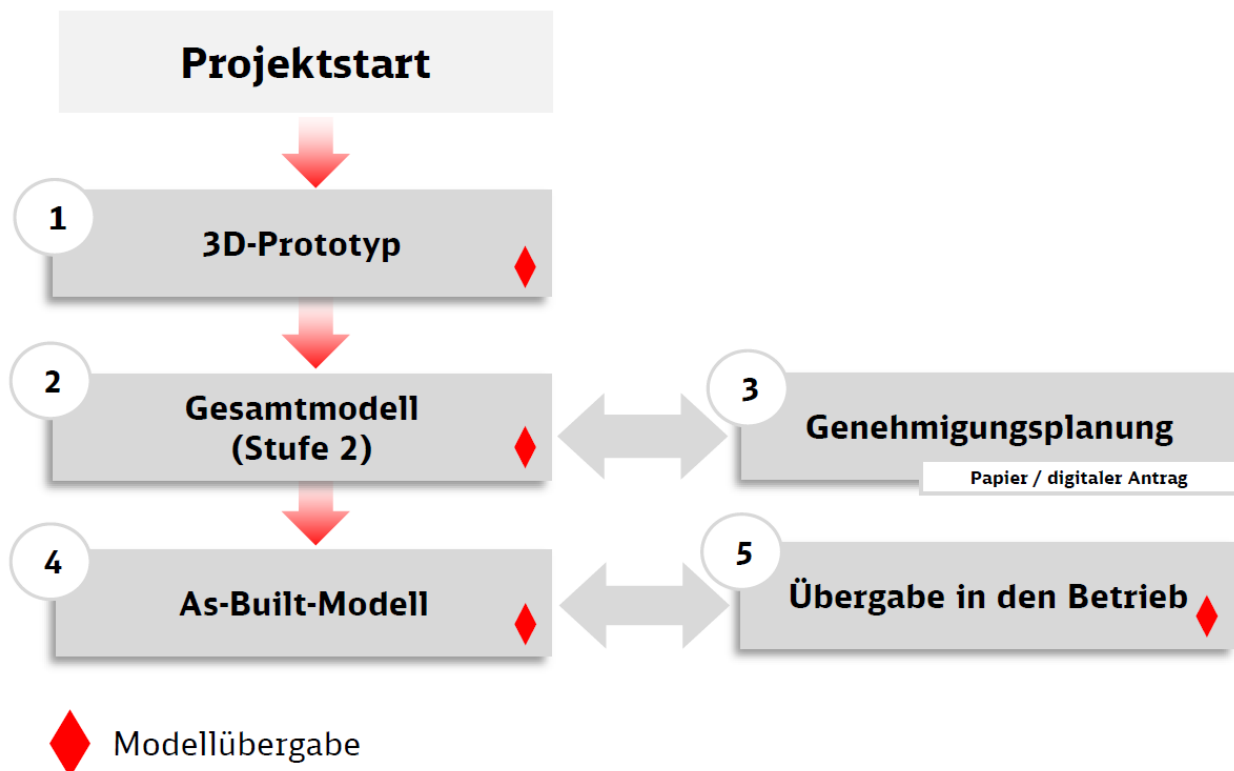 Projektstart
1
3D-Prototyp
2
Gesamtmodell
(Stufe 2)
3
Genehmigungsplanung
Papier / digitaler Antrag
4
As-Built-Modell
5
Übergabe in den Betrieb
Modellübergabe